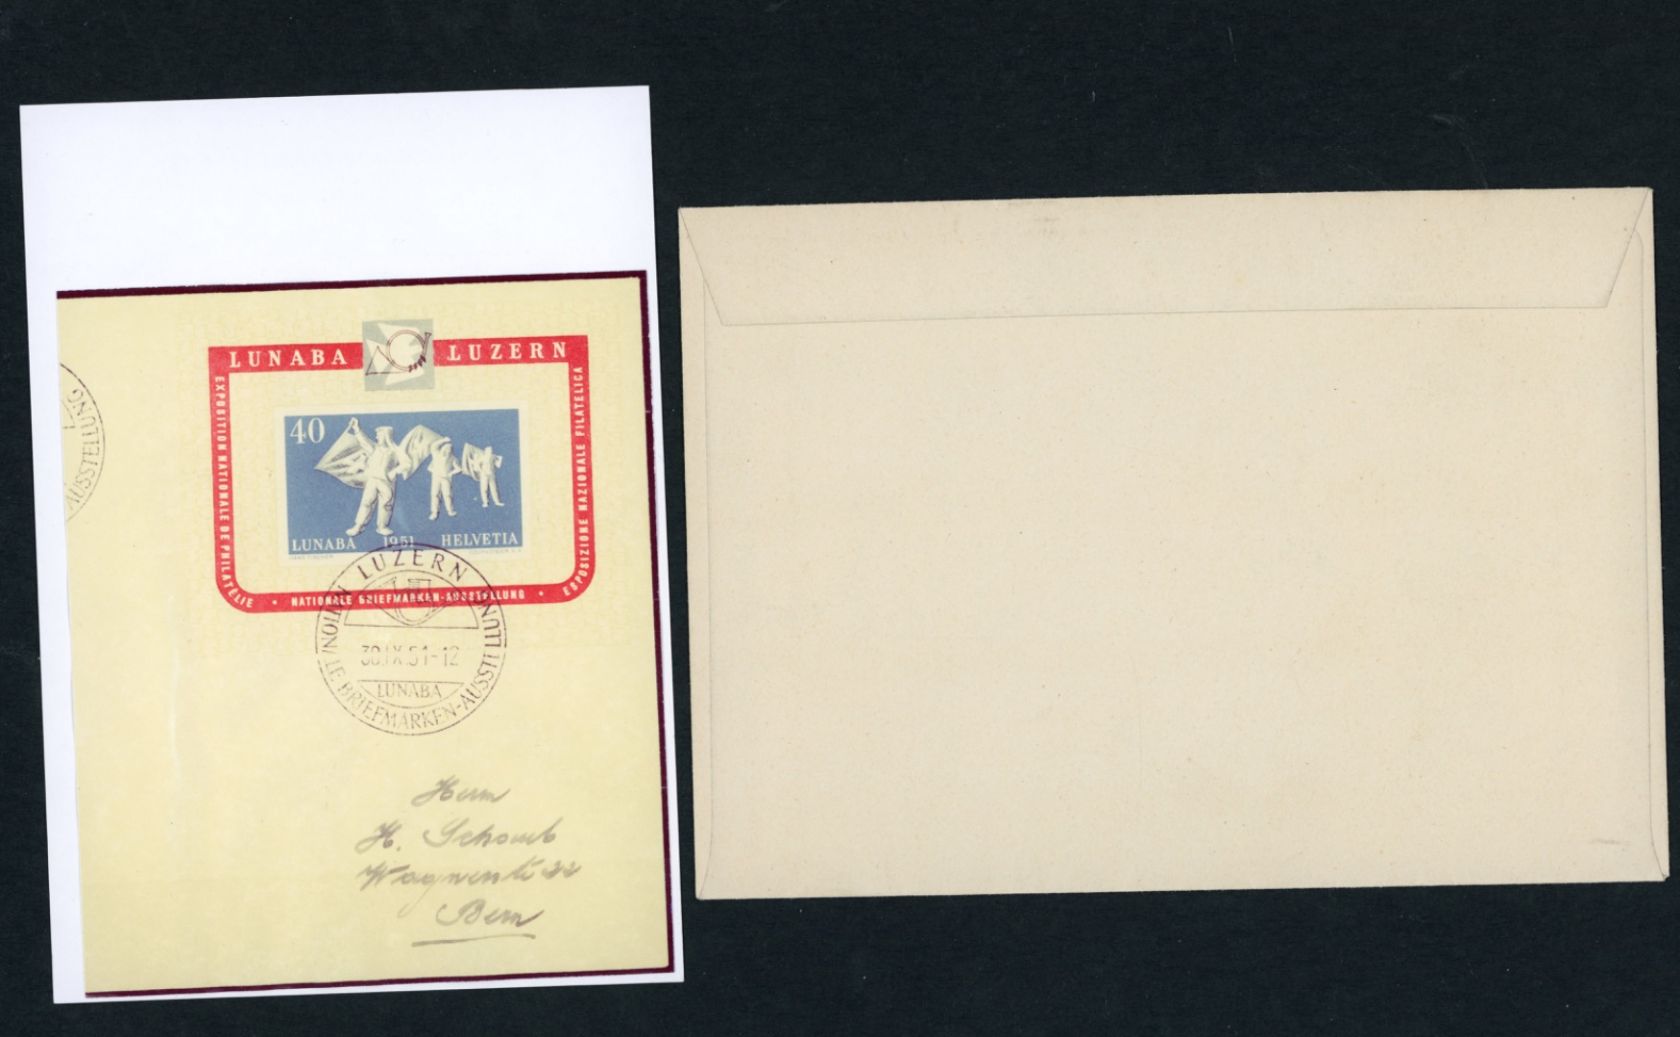 LUNABA LUZERN
EXPOSITION NATIONALE DE PHILATÉLIE • NATIONALE BRIEFMARKEN-AUSSTELLUNG • ESPOSIZIONE NAZIONALE FILATELICA
40
LUNABA 1951 HELVETIA
AUSSTELLUNG
LUZERN
30.IX.51-12
LUNABA
NATIONALE BRIEFMARKEN-AUSSTELLUNG
Herrn
H. Schaub
Bern